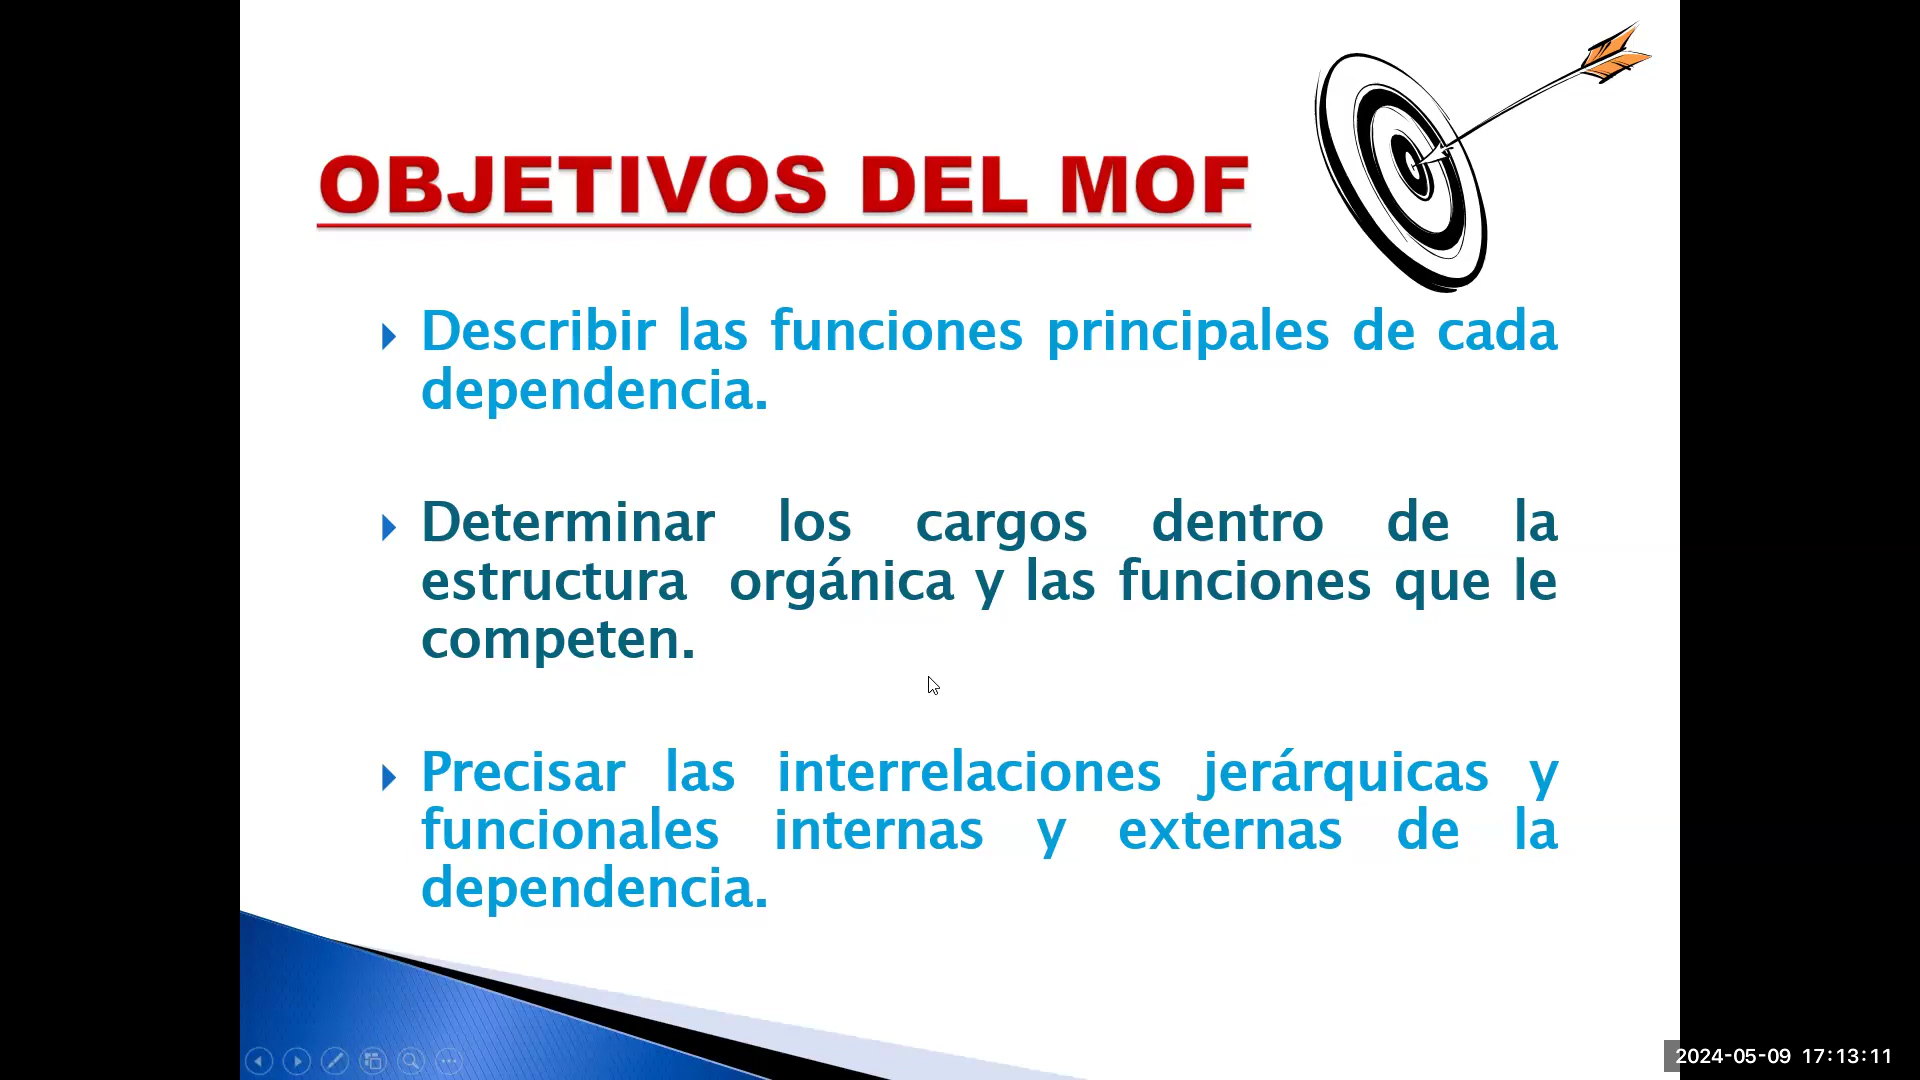 OBJETIVOS DEL MOF
Describir las funciones principales de cada
dependencia.
Determinar los cargos dentro de la
estructura orgánica y las funciones que le
competen.
Precisar las interrelaciones jerárquicas y
funcionales internas y externas de la
dependencia.
2024-05-09 17:13:11